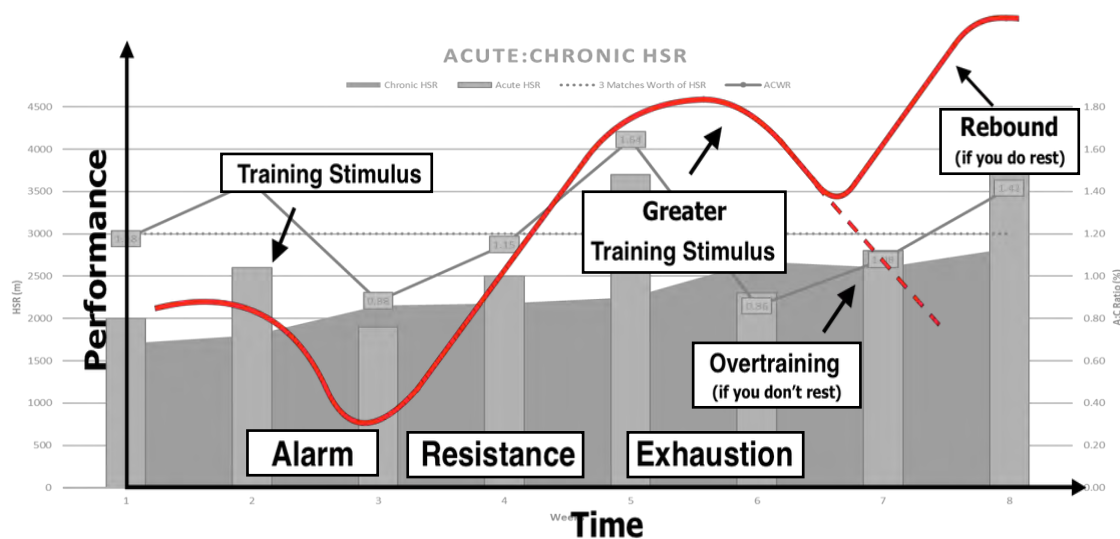 ACUTE:CHRONIC HSR
Chronic HSR Acute HSR 3 Matches Worth of HSR ACWR
4500
4000
3500
3000
2500
2000
1500
1000
500
0
HSR (m)
Performance
Training Stimulus
Greater
Training Stimulus
Rebound
(if you do rest)
Overtraining
(if you don't rest)
Alarm
Resistance
Exhaustion
0.88
1.15
1.64
0.86
1.42
1.80
1.60
1.40
1.20
1.00
0.80
0.60
0.40
0.20
0.00
A:C Ratio (%)
1 2 3 4 5 6 7 8
Time